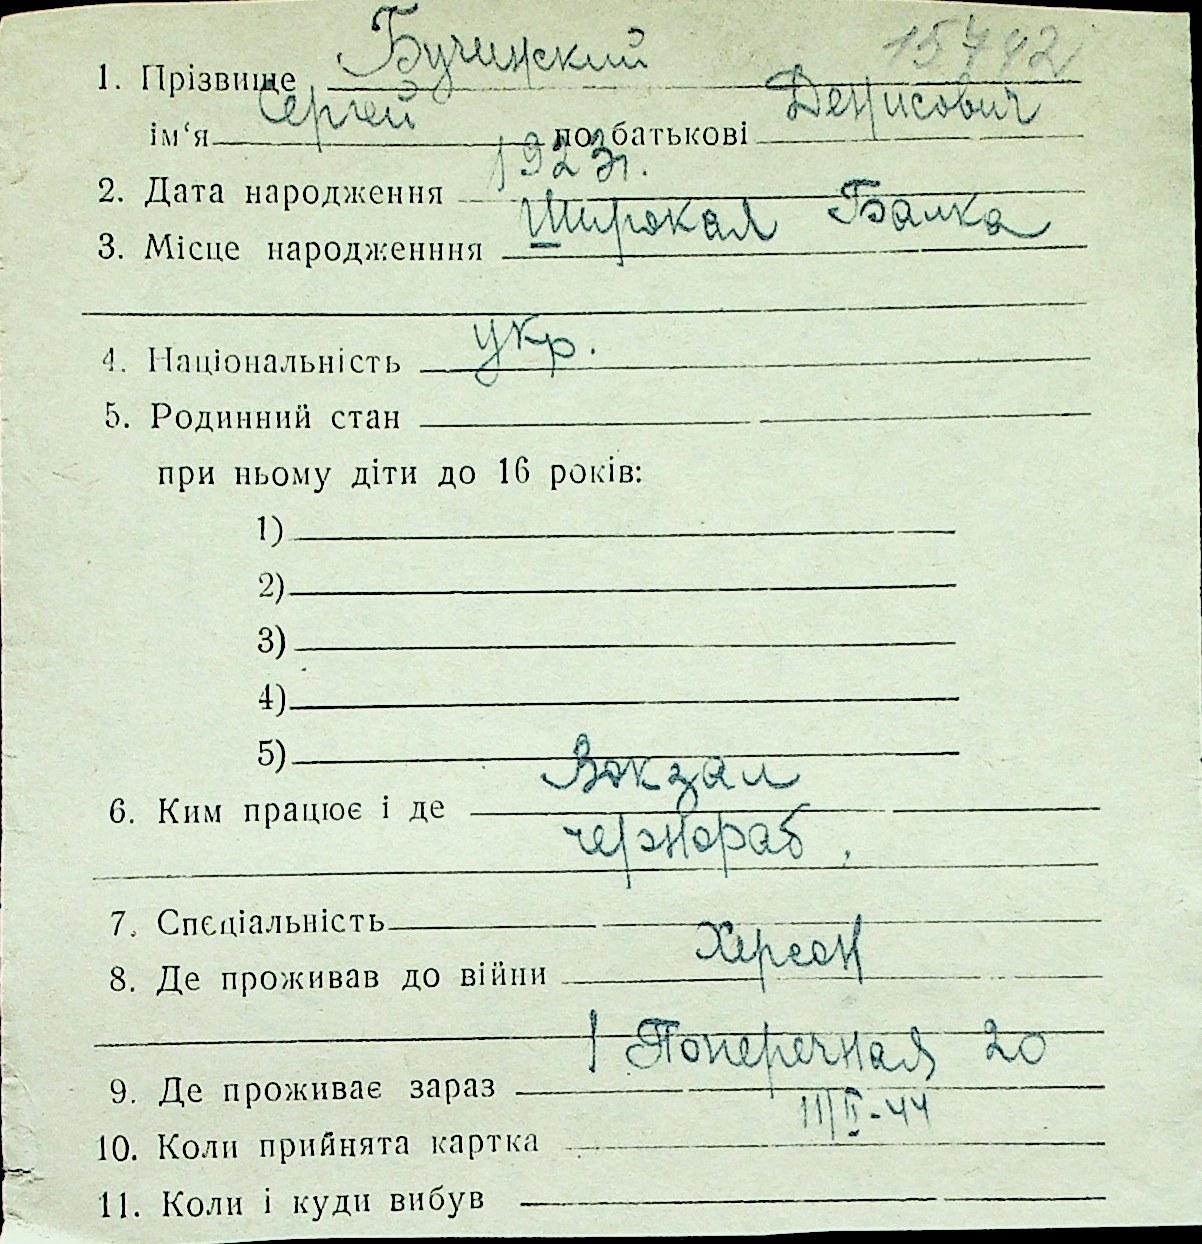 15742
1. Прізвище Бучинский
ім‘я Сергей по батькові Денисович
2. Дата народження 1923 г.
3. Місце народженння Широкая Балка
4. Національність укр.
5. Родинний стан
при ньому діти до 16 років:
1)
2)
3)
4)
5)
6. Ким працює і де Вокзал
чернораб.
7. Спєціальність
8. Де проживав до війни Херсон
9. Де проживає зараз 1 Поперечная 20
10. Коли прийнята картка 11/II-44
11. Коли і куди вибув